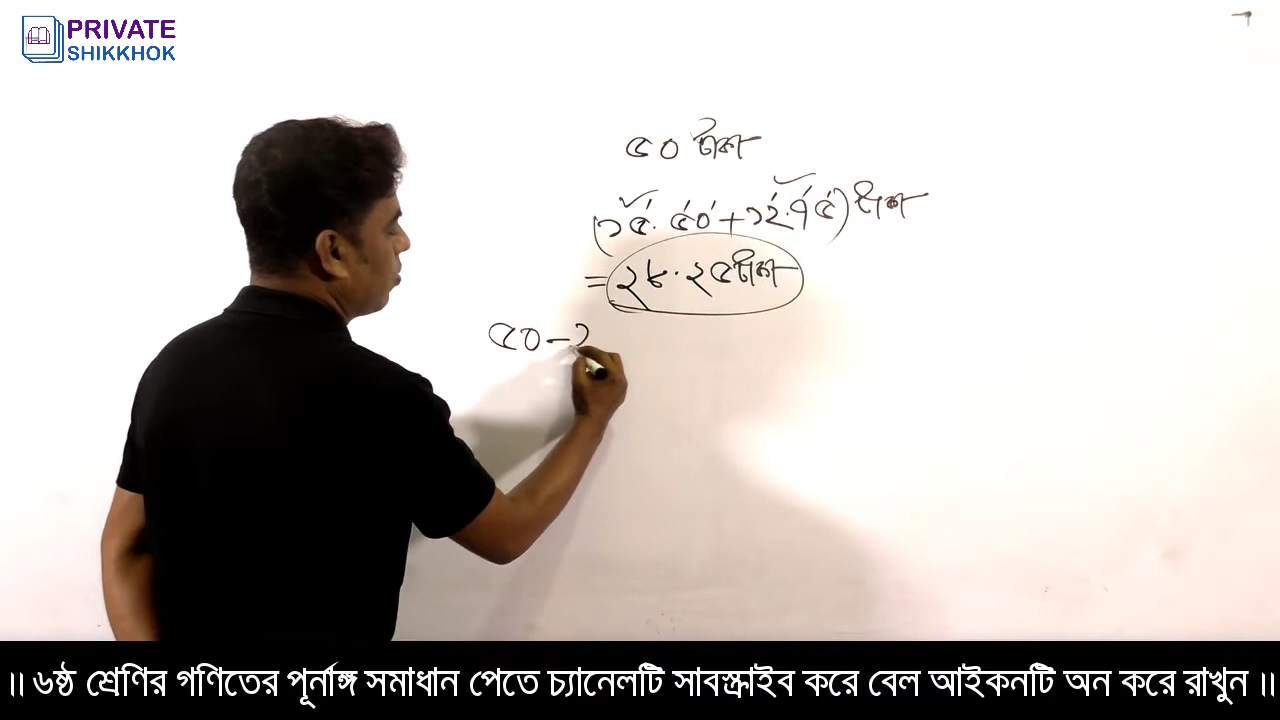 PRIVATE
SHIKKHOK
৫০ টাকা
(১৫.৫০+১২.৭৫) টাকা
= ২৮.২৫ টাকা
৫০-২
॥ ৬ষ্ঠ শ্রেণির গণিতের পূর্নাঙ্গ সমাধান পেতে চ্যানেলটি সাবস্ক্রাইব করে বেল আইকনটি অন করে রাখুন ॥